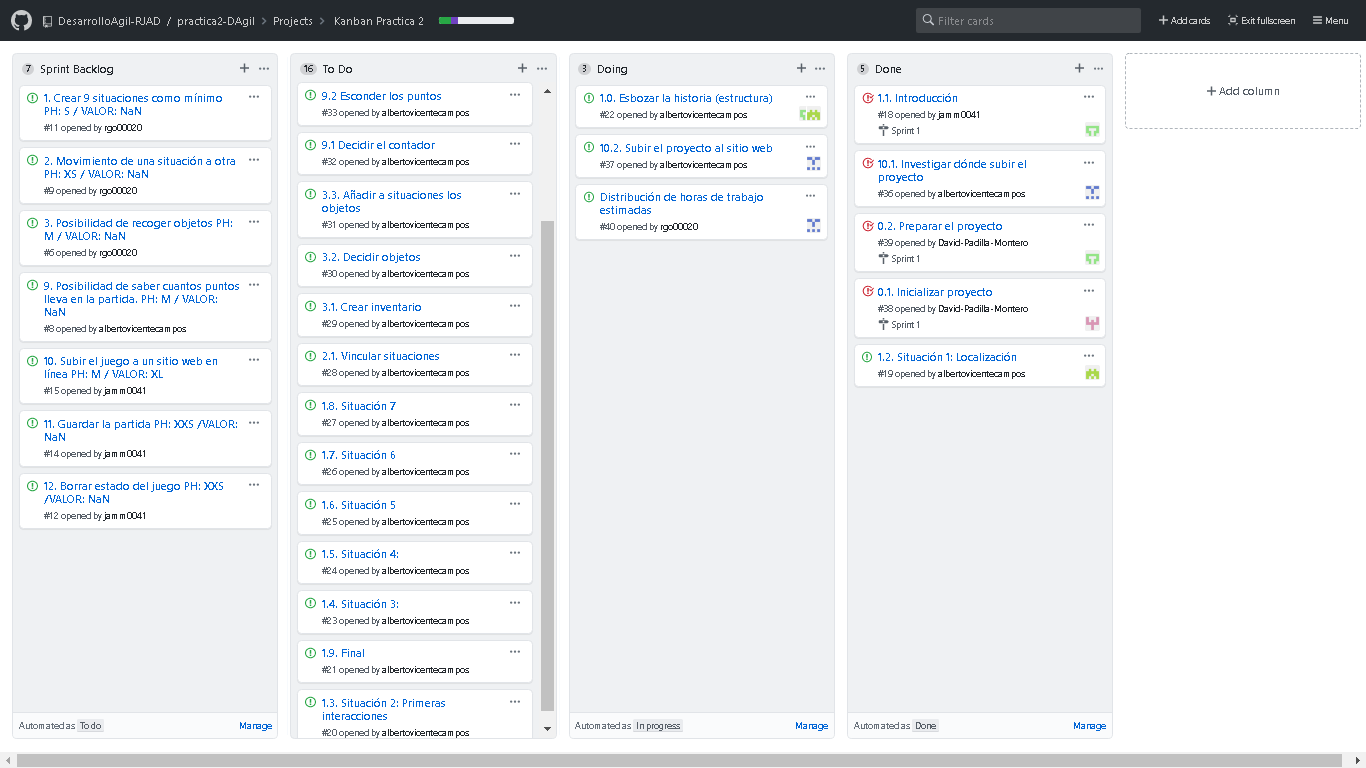 DesarrolloAgil-RJAD / practica2-DAgil > Projects > Kanban Practica 2
Filter cards
+ Add cards
Exit fullscreen
Menu
7 Sprint Backlog
1. Crear 9 situaciones como mínimo
PH: S / VALOR: NaN
#11 opened by rgo00020
2. Movimiento de una situación a otra
PH: XS / VALOR: NaN
#9 opened by rgo00020
3. Posibilidad de recoger objetos PH:
M / VALOR: NaN
#6 opened by rgo00020
9. Posibilidad de saber cuantos puntos
lleva en la partida. PH: M / VALOR:
NaN
#8 opened by albertovicentecampos
10. Subir el juego a un sitio web en
línea PH: M / VALOR: XL
#15 opened by jamm0041
11. Guardar la partida PH: XXS /VALOR:
NaN
#14 opened by jamm0041
12. Borrar estado del juego PH: XXS
/VALOR: NaN
#12 opened by jamm0041
Automated as To do
Manage
16 To Do
9.2 Esconder los puntos
#33 opened by albertovicentecampos
9.1 Decidir el contador
#32 opened by albertovicentecampos
3.3. Añadir a situaciones los
objetos
#31 opened by albertovicentecampos
3.2. Decidir objetos
#30 opened by albertovicentecampos
3.1. Crear inventario
#29 opened by albertovicentecampos
2.1. Vincular situaciones
#28 opened by albertovicentecampos
1.8. Situación 7
#27 opened by albertovicentecampos
1.7. Situación 6
#26 opened by albertovicentecampos
1.6. Situación 5
#25 opened by albertovicentecampos
1.5. Situación 4:
#24 opened by albertovicentecampos
1.4. Situación 3:
#23 opened by albertovicentecampos
1.9. Final
#21 opened by albertovicentecampos
1.3. Situación 2: Primeras
interacciones
#20 opened by albertovicentecampos
3 Doing
1.0. Esbozar la historia (estructura)
#22 opened by albertovicentecampos
10.2. Subir el proyecto al sitio web
#37 opened by albertovicentecampos
Distribución de horas de trabajo
estimadas
#40 opened by rgo00020
Automated as In progress
Manage
5 Done
1.1. Introducción
#18 opened by jamm0041
Sprint 1
10.1. Investigar dónde subir el
proyecto
#36 opened by albertovicentecampos
0.2. Preparar el proyecto
#39 opened by David-Padilla-Montero
Sprint 1
0.1. Inicializar proyecto
#38 opened by David-Padilla-Montero
Sprint 1
1.2. Situación 1: Localización
#19 opened by albertovicentecampos
Automated as Done
Manage
+ Add column